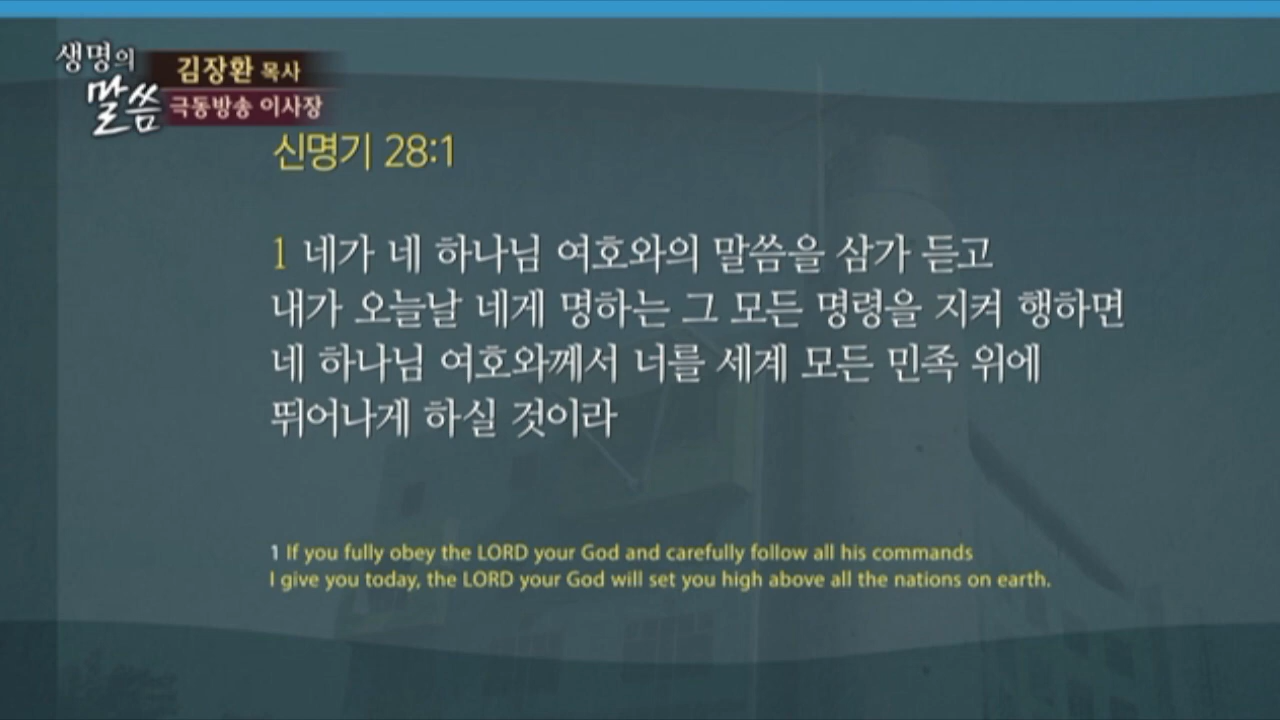 생명의
말씀
김장환 목사
극동방송 이사장
신명기 28:1
1 네가 네 하나님 여호와의 말씀을 삼가 듣고
내가 오늘날 네게 명하는 그 모든 명령을 지켜 행하면
네 하나님 여호와께서 너를 세계 모든 민족 위에
뛰어나게 하실 것이라
1 If you fully obey the LORD your God and carefully follow all his commands
I give you today, the LORD your God will set you high above all the nations on earth.